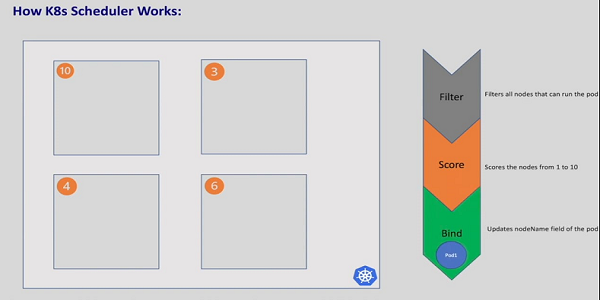 How K8s Scheduler Works:
10
3
4
6
Filter
Filters all nodes that can run the pod
Score
Scores the nodes from 1 to 10
Bind
Updates nodeName field of the pod
Pod1